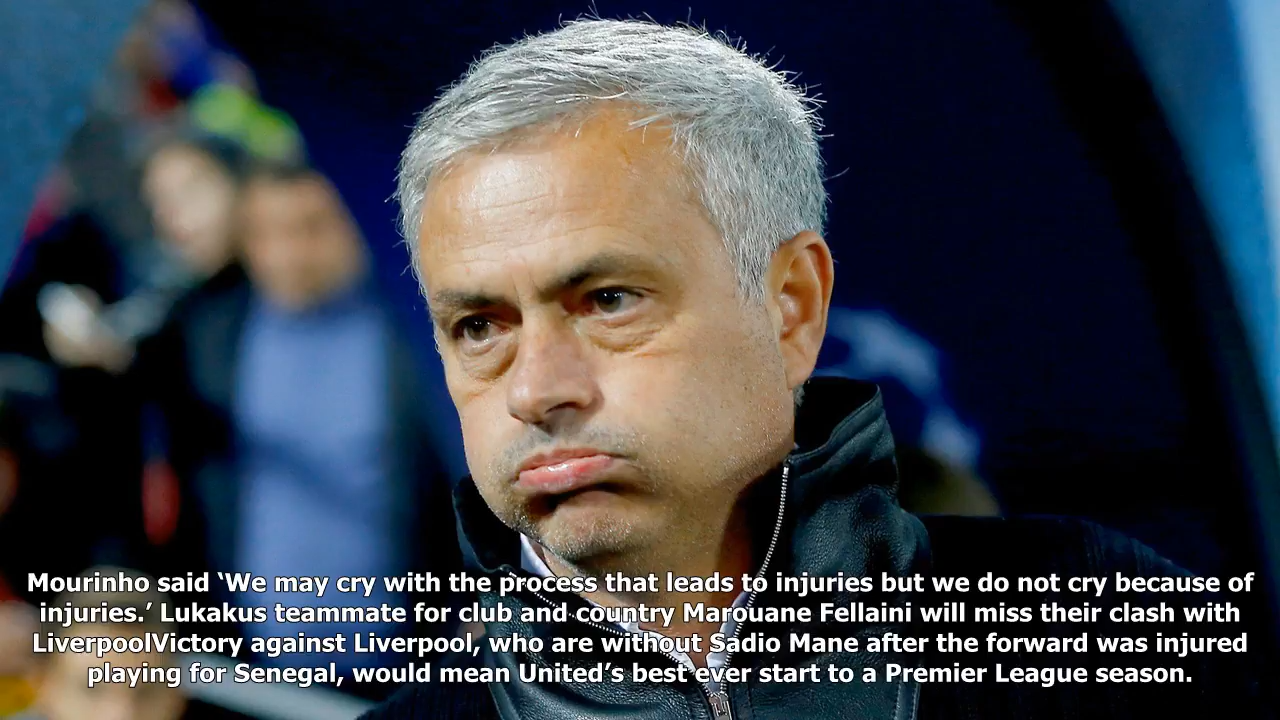 Mourinho said ‘We may cry with the process that leads to injuries but we do not cry because of
injuries.’ Lukakus teammate for club and country Marouane Fellaini will miss their clash with
LiverpoolVictory against Liverpool, who are without Sadio Mane after the forward was injured
playing for Senegal, would mean United’s best ever start to a Premier League season.